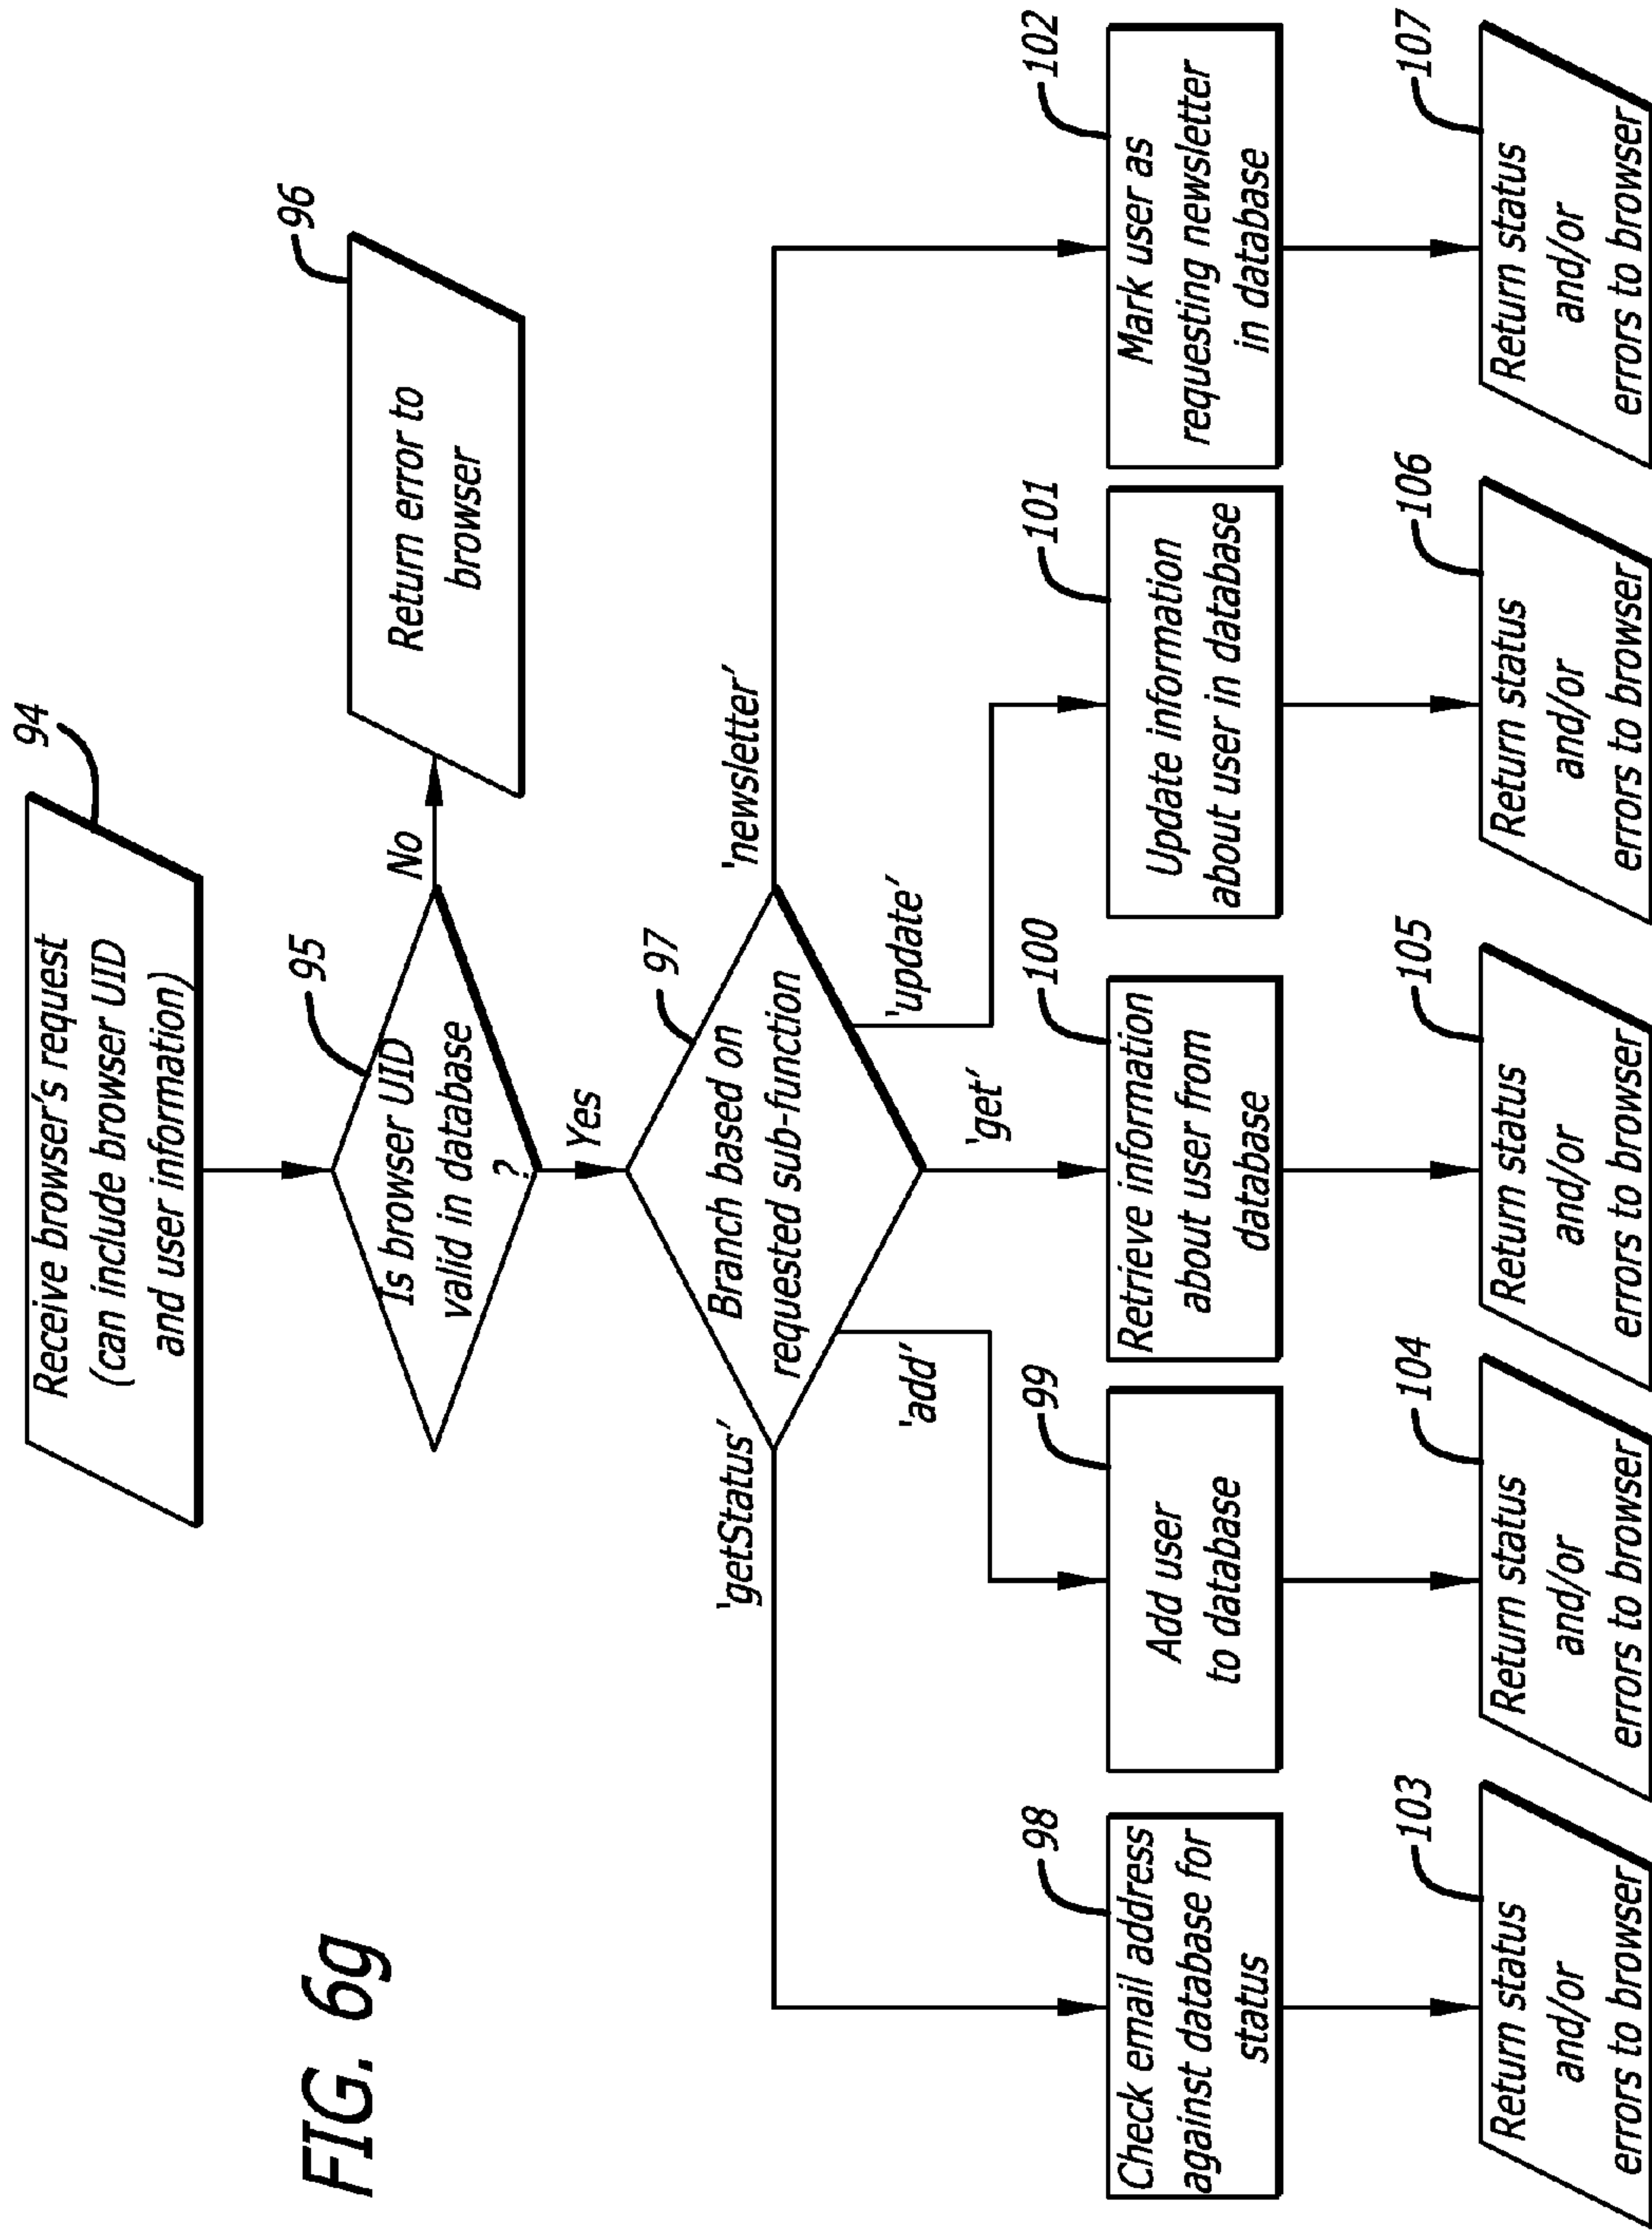 FIG. 6g
94
Receive browser's request
(can include browser UID
and user information)
95
Is browser UID
valid in database
?
No
96
Return error to
browser
Yes
97
Branch based on
requested sub-function
'getStatus'
'add'
'get'
'update'
'newsletter'
98
Check email address
against database for
status
99
Add user
to database
100
Retrieve information
about user from
database
101
Update information
about user in database
102
Mark user as
requesting newsletter
in database
103
Return status
and/or
errors to browser
104
Return status
and/or
errors to browser
105
Return status
and/or
errors to browser
106
Return status
and/or
errors to browser
107
Return status
and/or
errors to browser